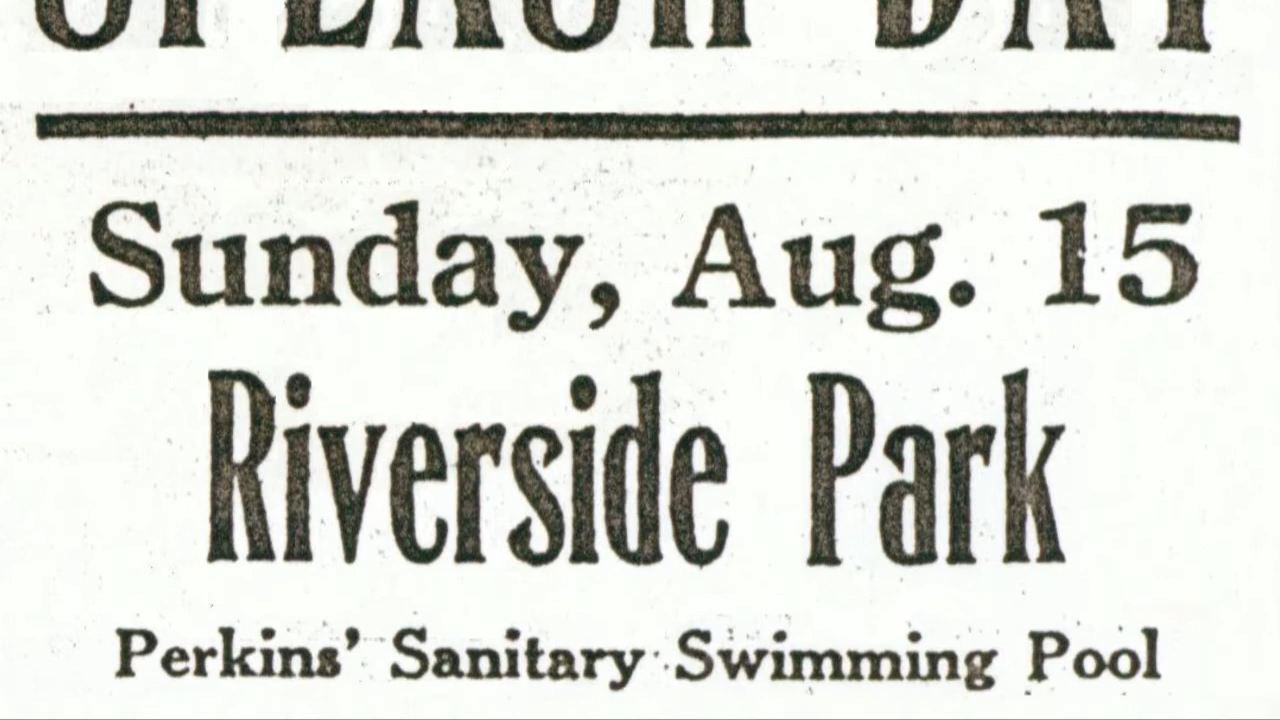 Sunday, Aug. 15
Riverside Park
Perkins' Sanitary Swimming Pool